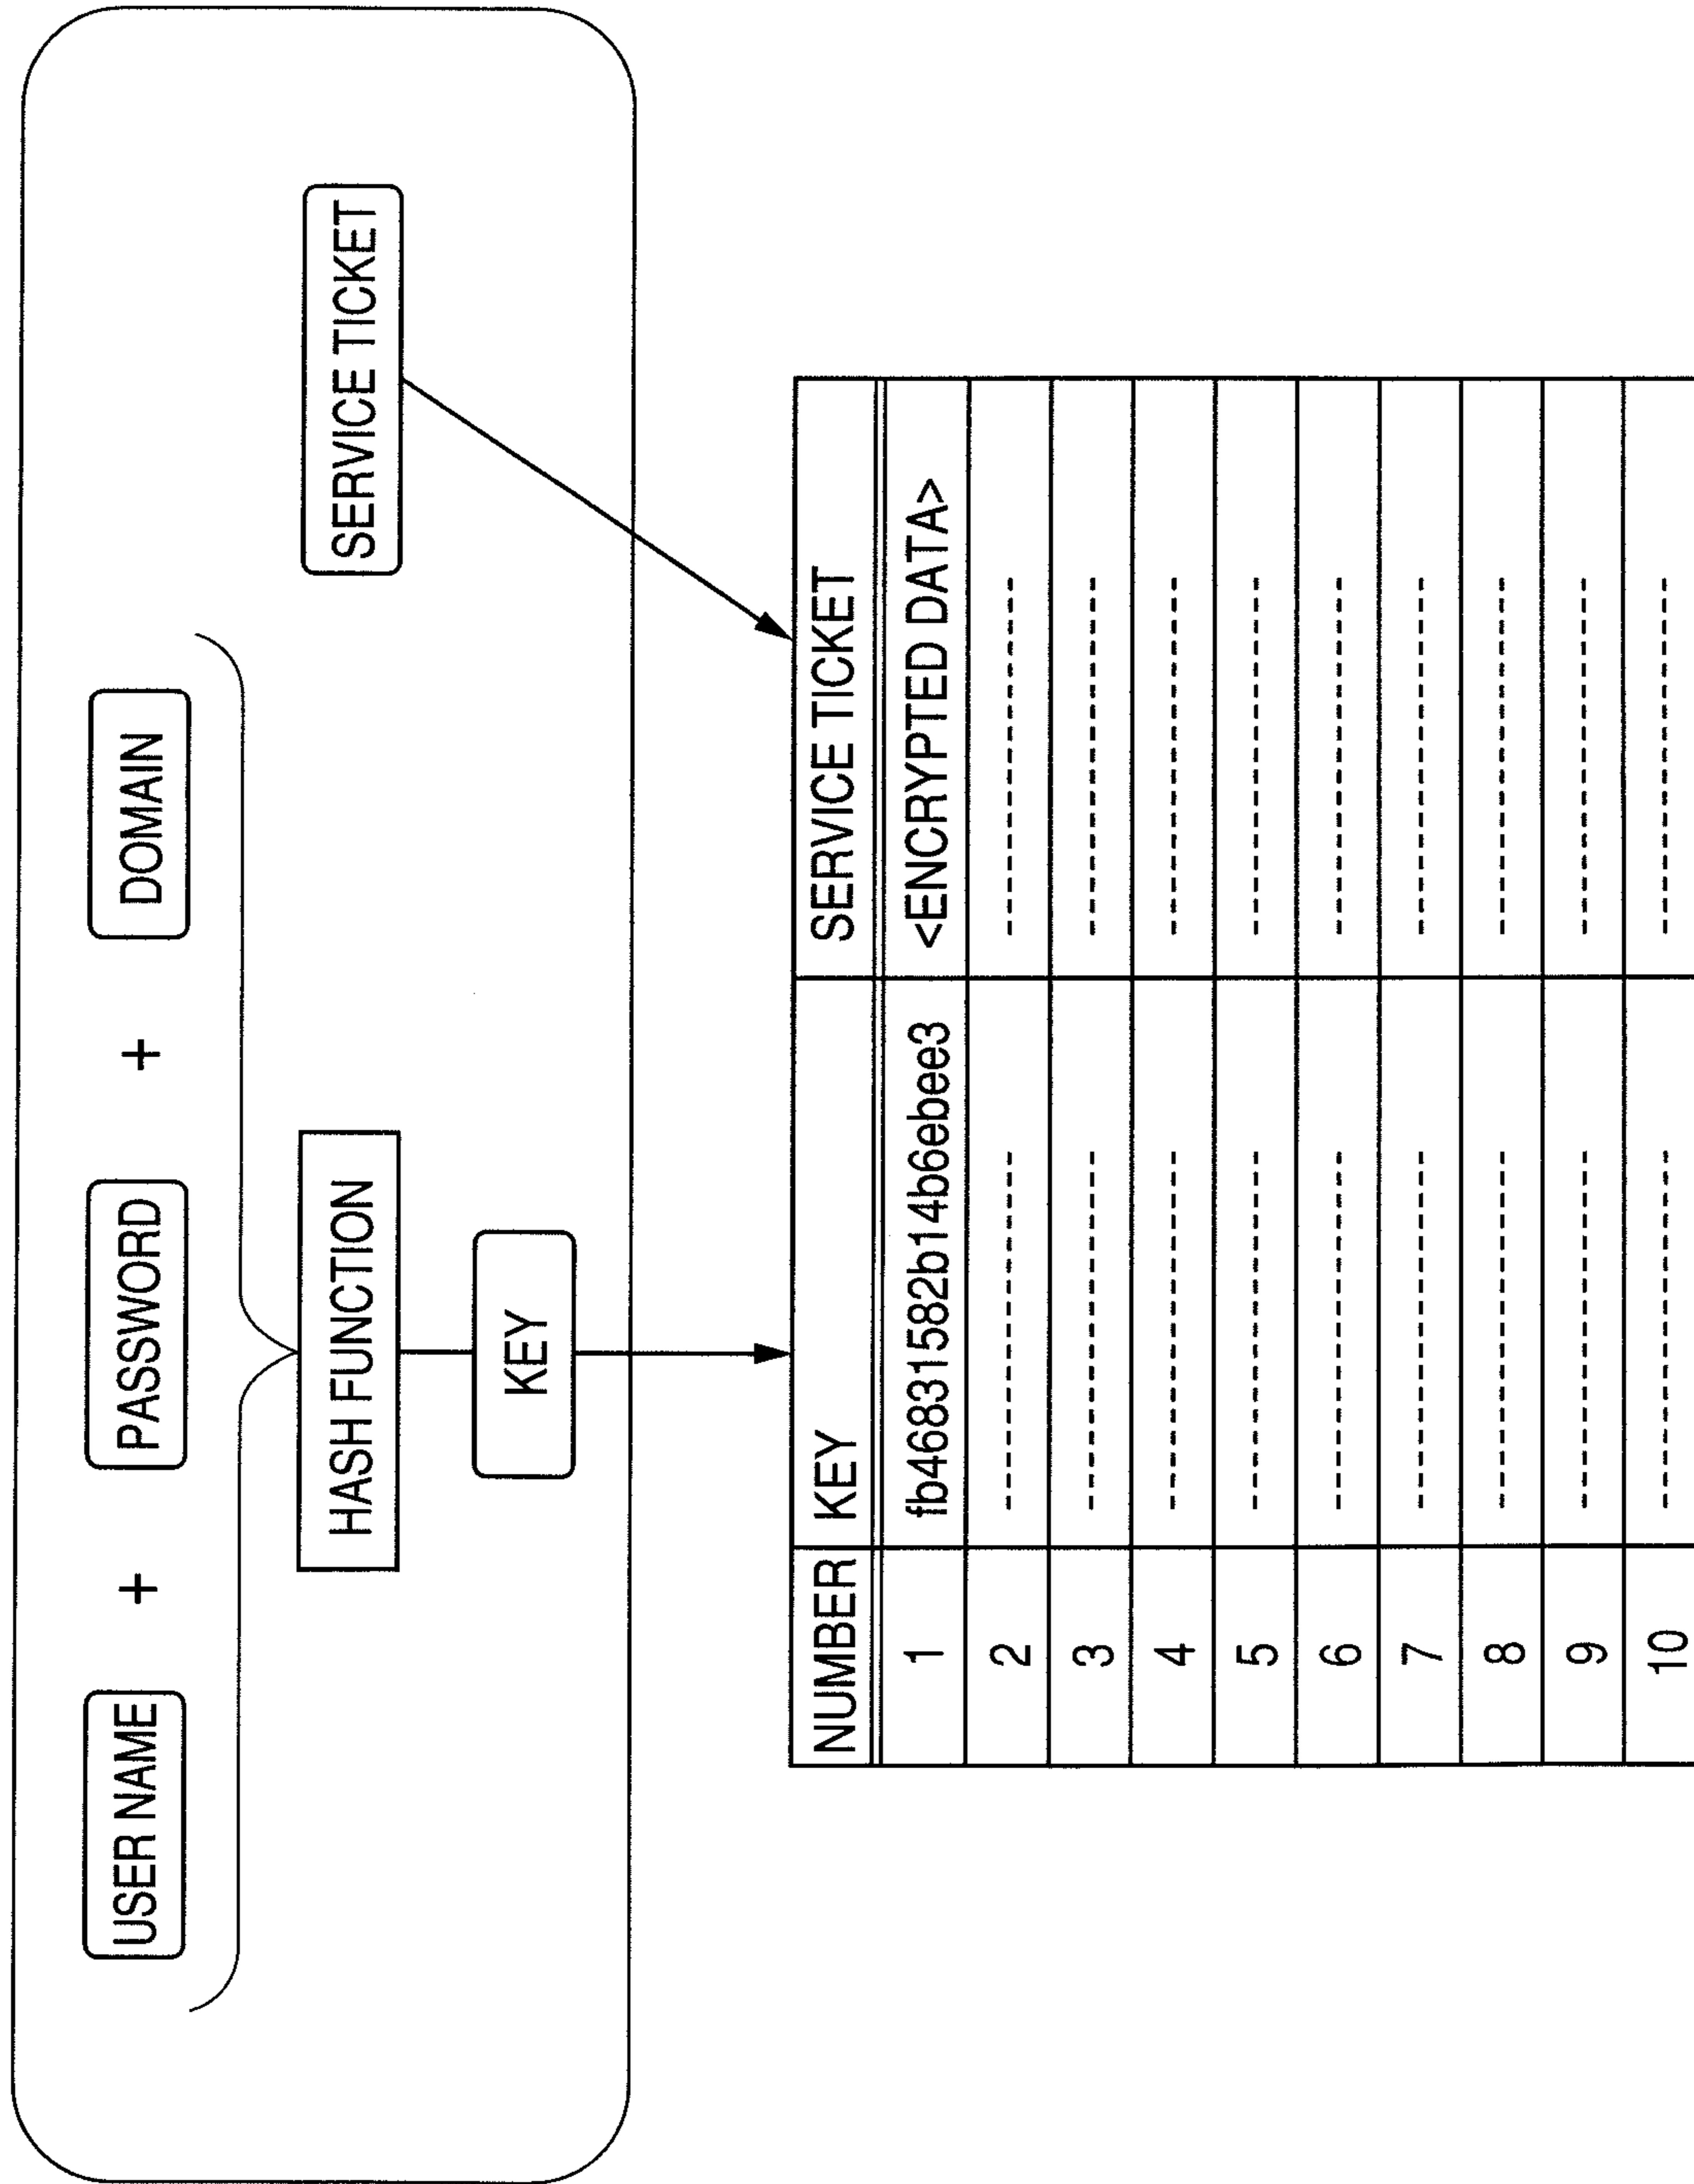 USER NAME + PASSWORD + DOMAIN
HASH FUNCTION
SERVICE TICKET
KEY
NUMBER KEY SERVICE TICKET
1 fb46831582b14b6ebee3 <ENCRYPTED DATA>
2 ---------------- ----------------
3 ---------------- ----------------
4 ---------------- ----------------
5 ---------------- ----------------
6 ---------------- ----------------
7 ---------------- ----------------
8 ---------------- ----------------
9 ---------------- ----------------
10 ---------------- ----------------